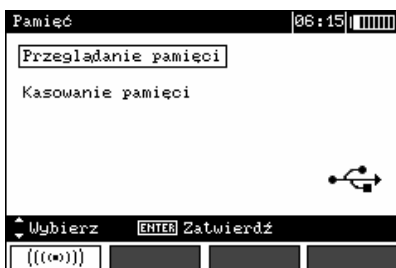 Pamięć 06:15
Przeglądanie pamięci
Kasowanie pamięci
Wybierz ENTER Zatwierdź